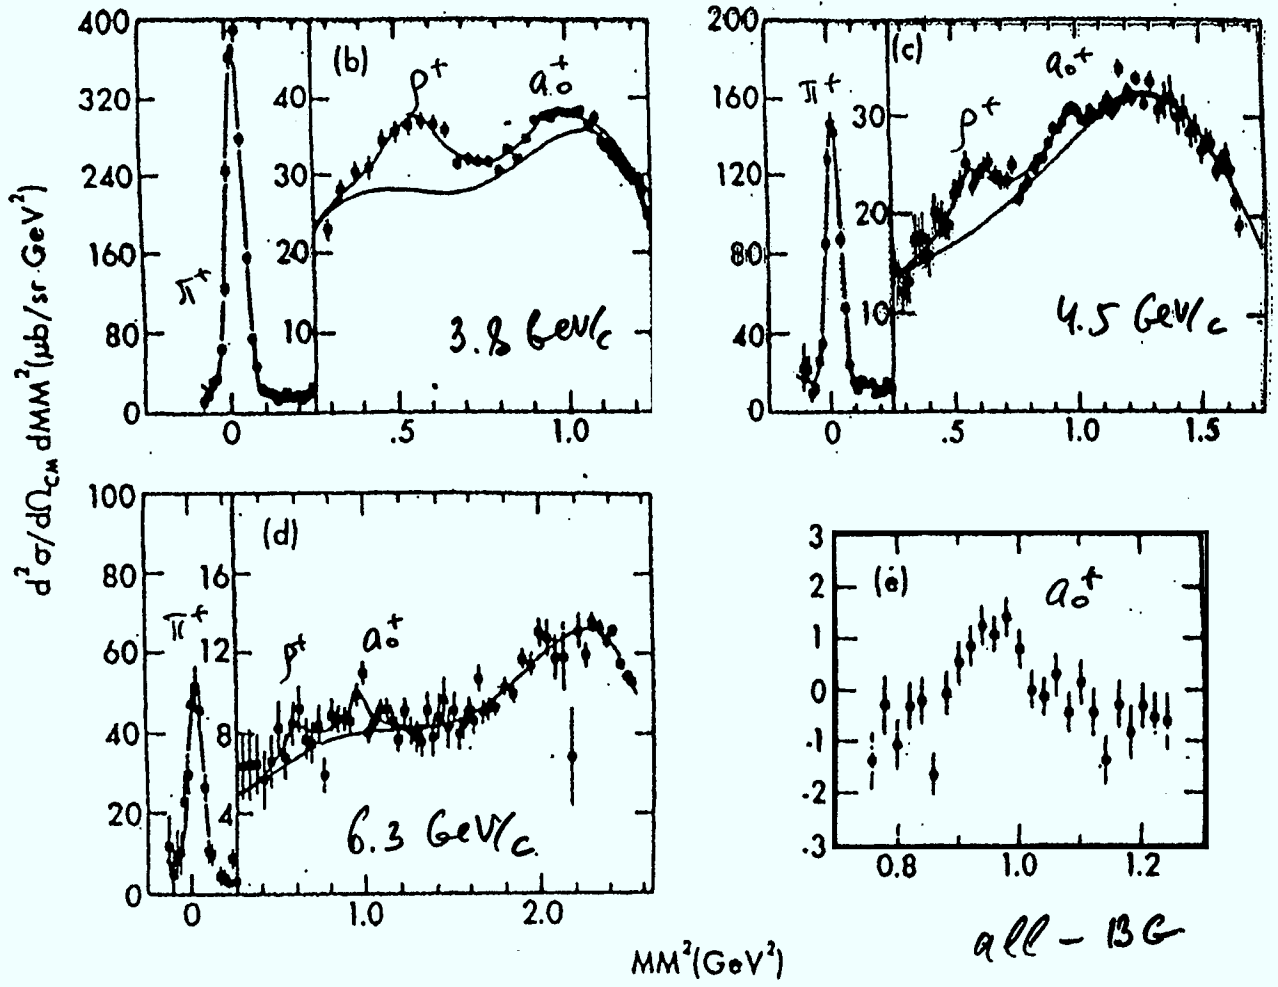 d²σ/dΩ_CM dMM²(μb/sr·GeV²)
400
320
240
160
80
0
40
30
20
10
(b)
π⁺
ρ⁺
a₀⁺
3.8 GeV/c
0 .5 1.0
200
160
120
80
40
0
30
20
10
(c)
π⁺
ρ⁺
a₀⁺
4.5 GeV/c
0 .5 1.0 1.5
100
80
60
40
20
0
16
12
8
4
(d)
π⁺
ρ⁺
a₀⁺
6.3 GeV/c
0 1.0 2.0
3
2
1
0
-1
-2
-3
(e)
a₀⁺
0.8 1.0 1.2
all - BG
MM²(GeV²)